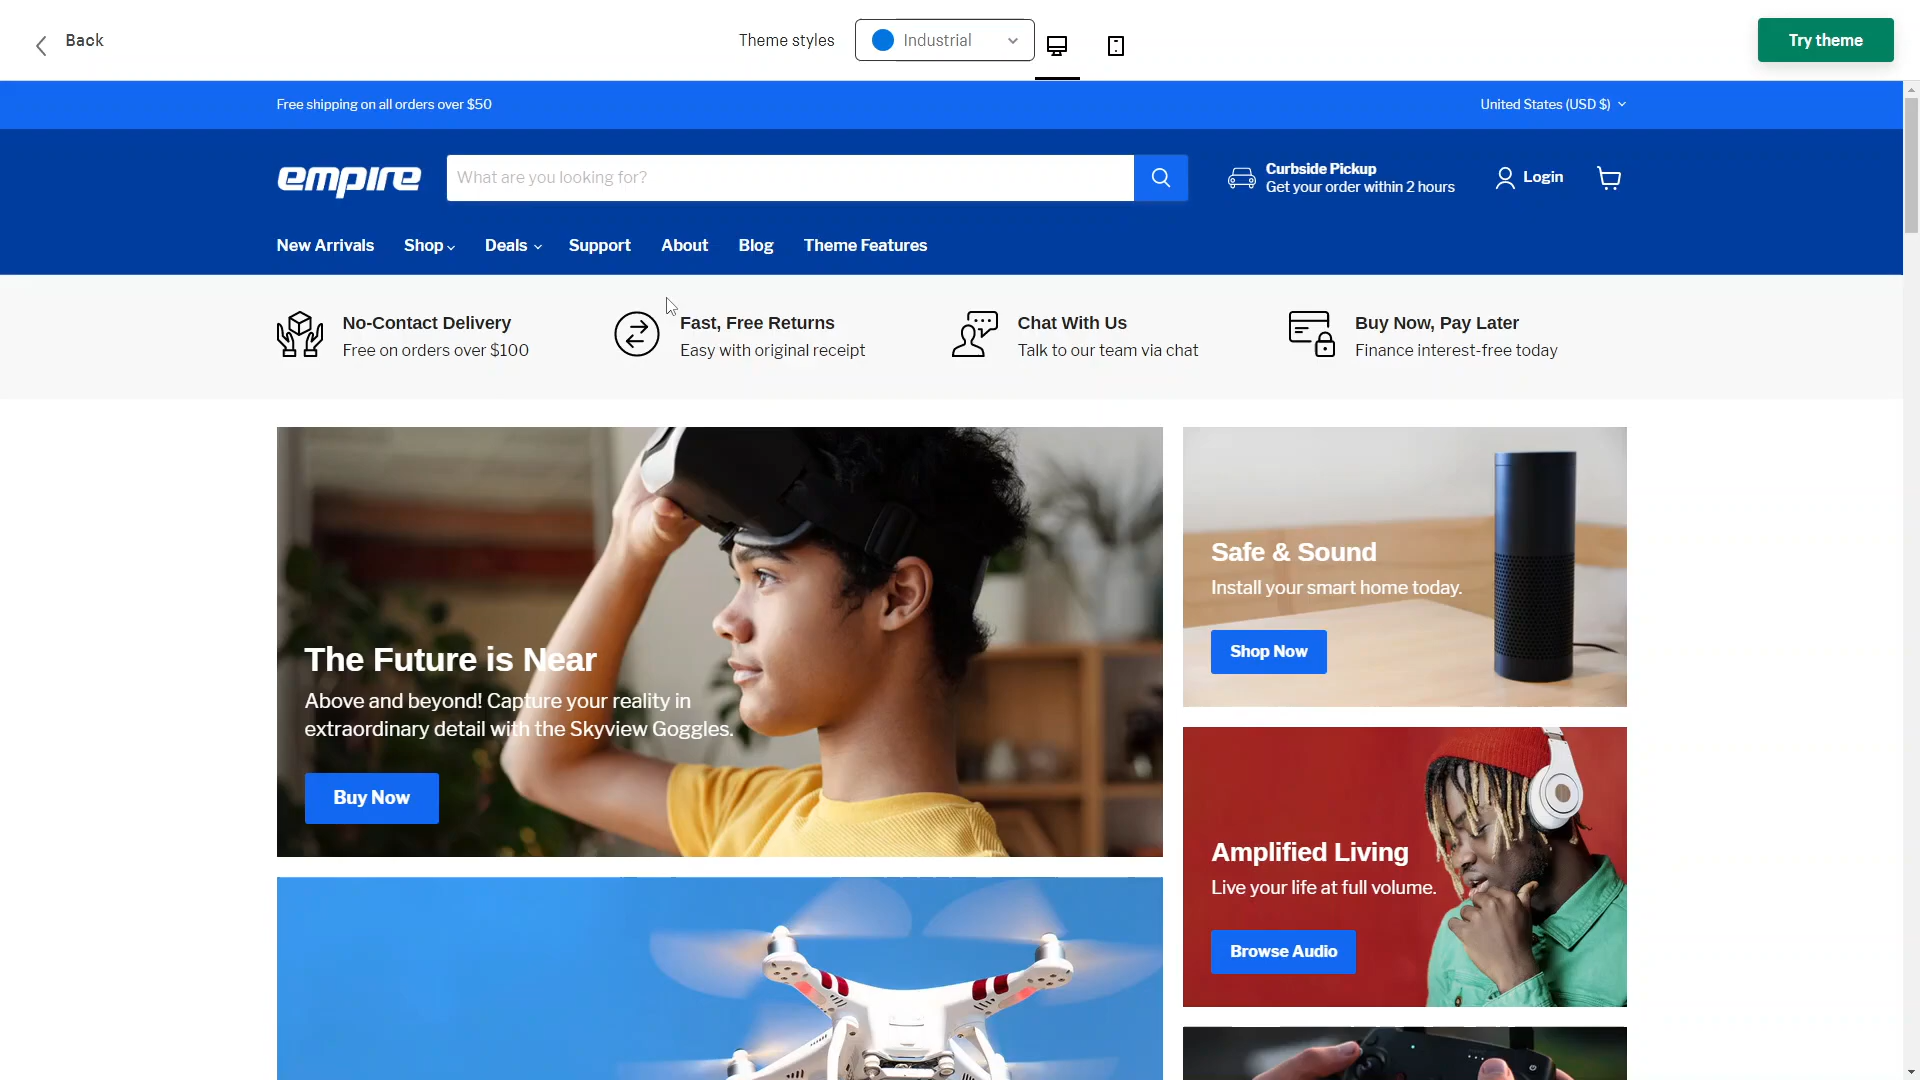 Back
Theme styles
Industrial
Try theme
Free shipping on all orders over $50
United States (USD $)
empire
What are you looking for?
Curbside Pickup
Get your order within 2 hours
Login
New Arrivals
Shop
Deals
Support
About
Blog
Theme Features
No-Contact Delivery
Free on orders over $100
Fast, Free Returns
Easy with original receipt
Chat With Us
Talk to our team via chat
Buy Now, Pay Later
Finance interest-free today
The Future is Near
Above and beyond! Capture your reality in
extraordinary detail with the Skyview Goggles.
Buy Now
Safe & Sound
Install your smart home today.
Shop Now
Amplified Living
Live your life at full volume.
Browse Audio